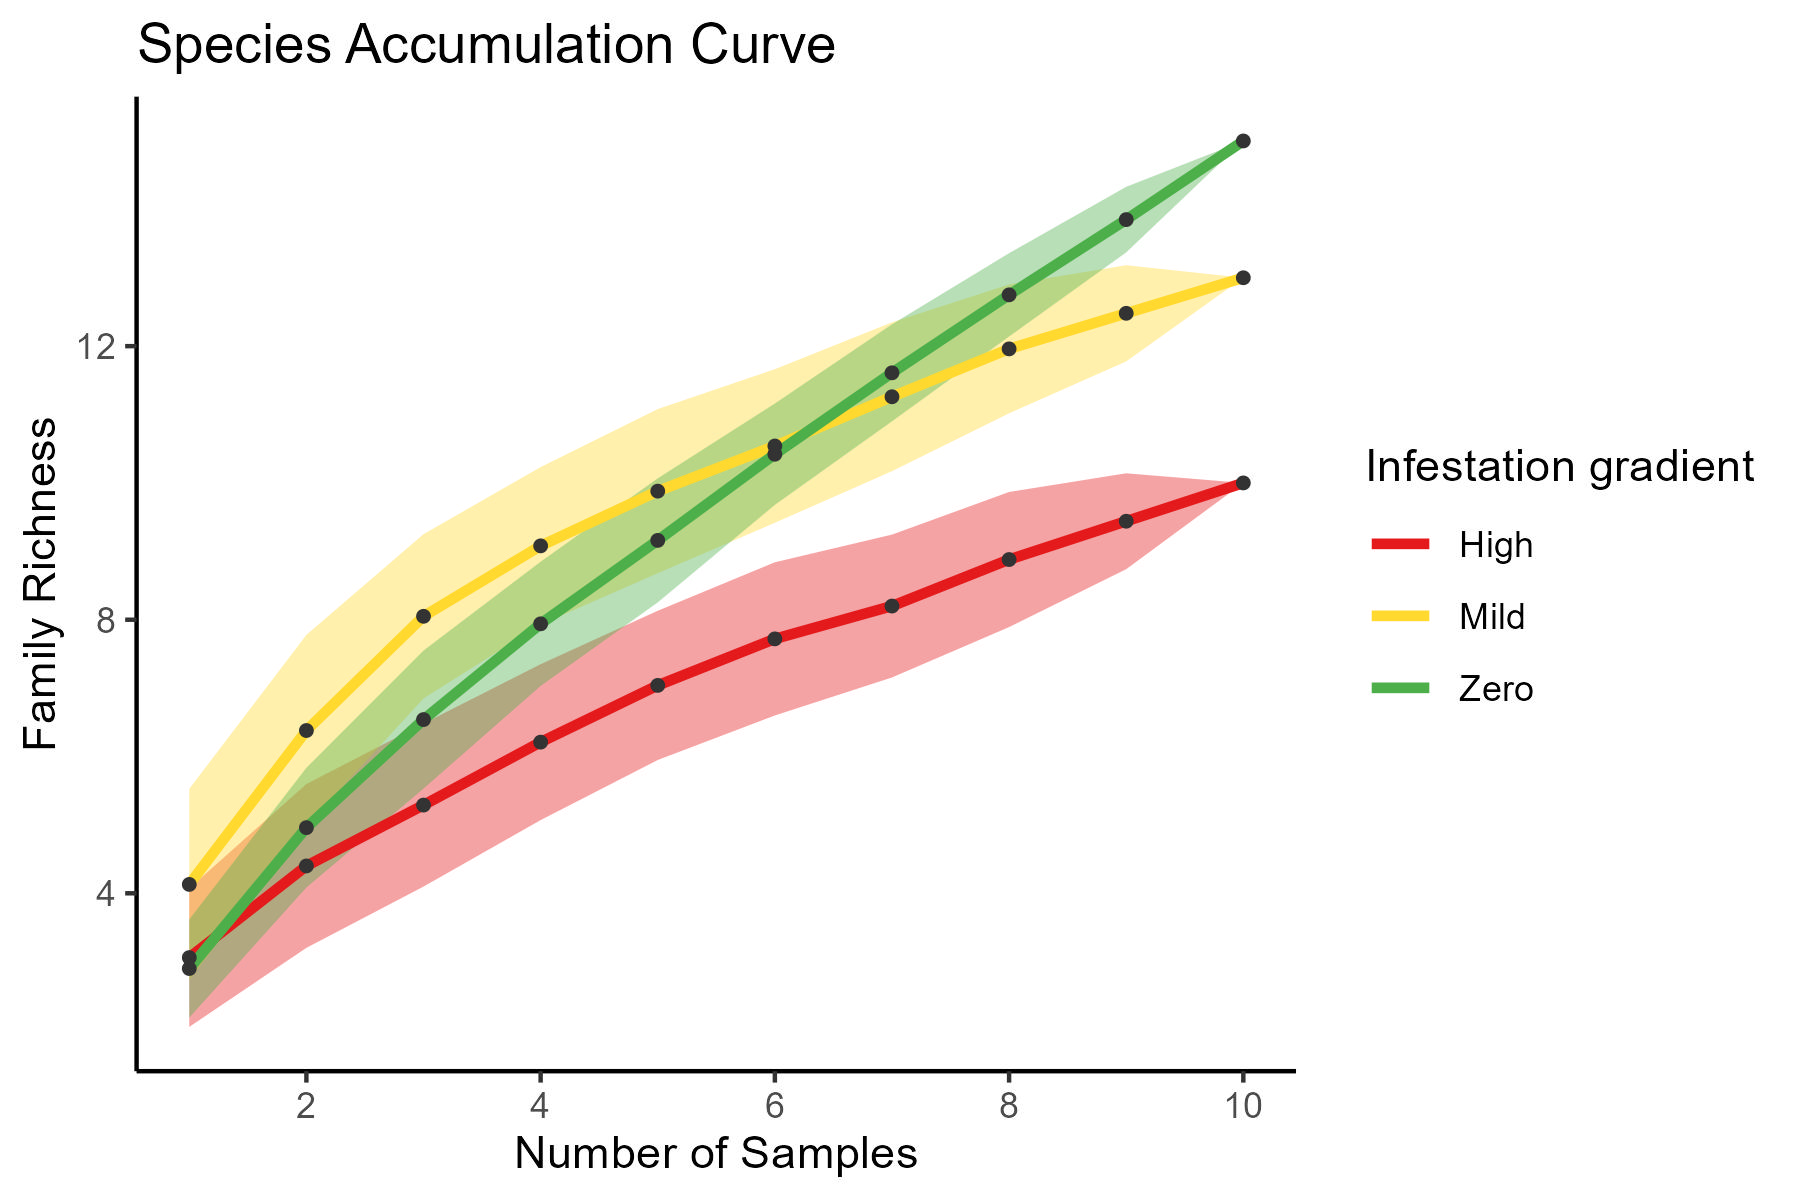 Species Accumulation Curve
Family Richness
12
8
4
2 4 6 8 10
Number of Samples
Infestation gradient
High
Mild
Zero